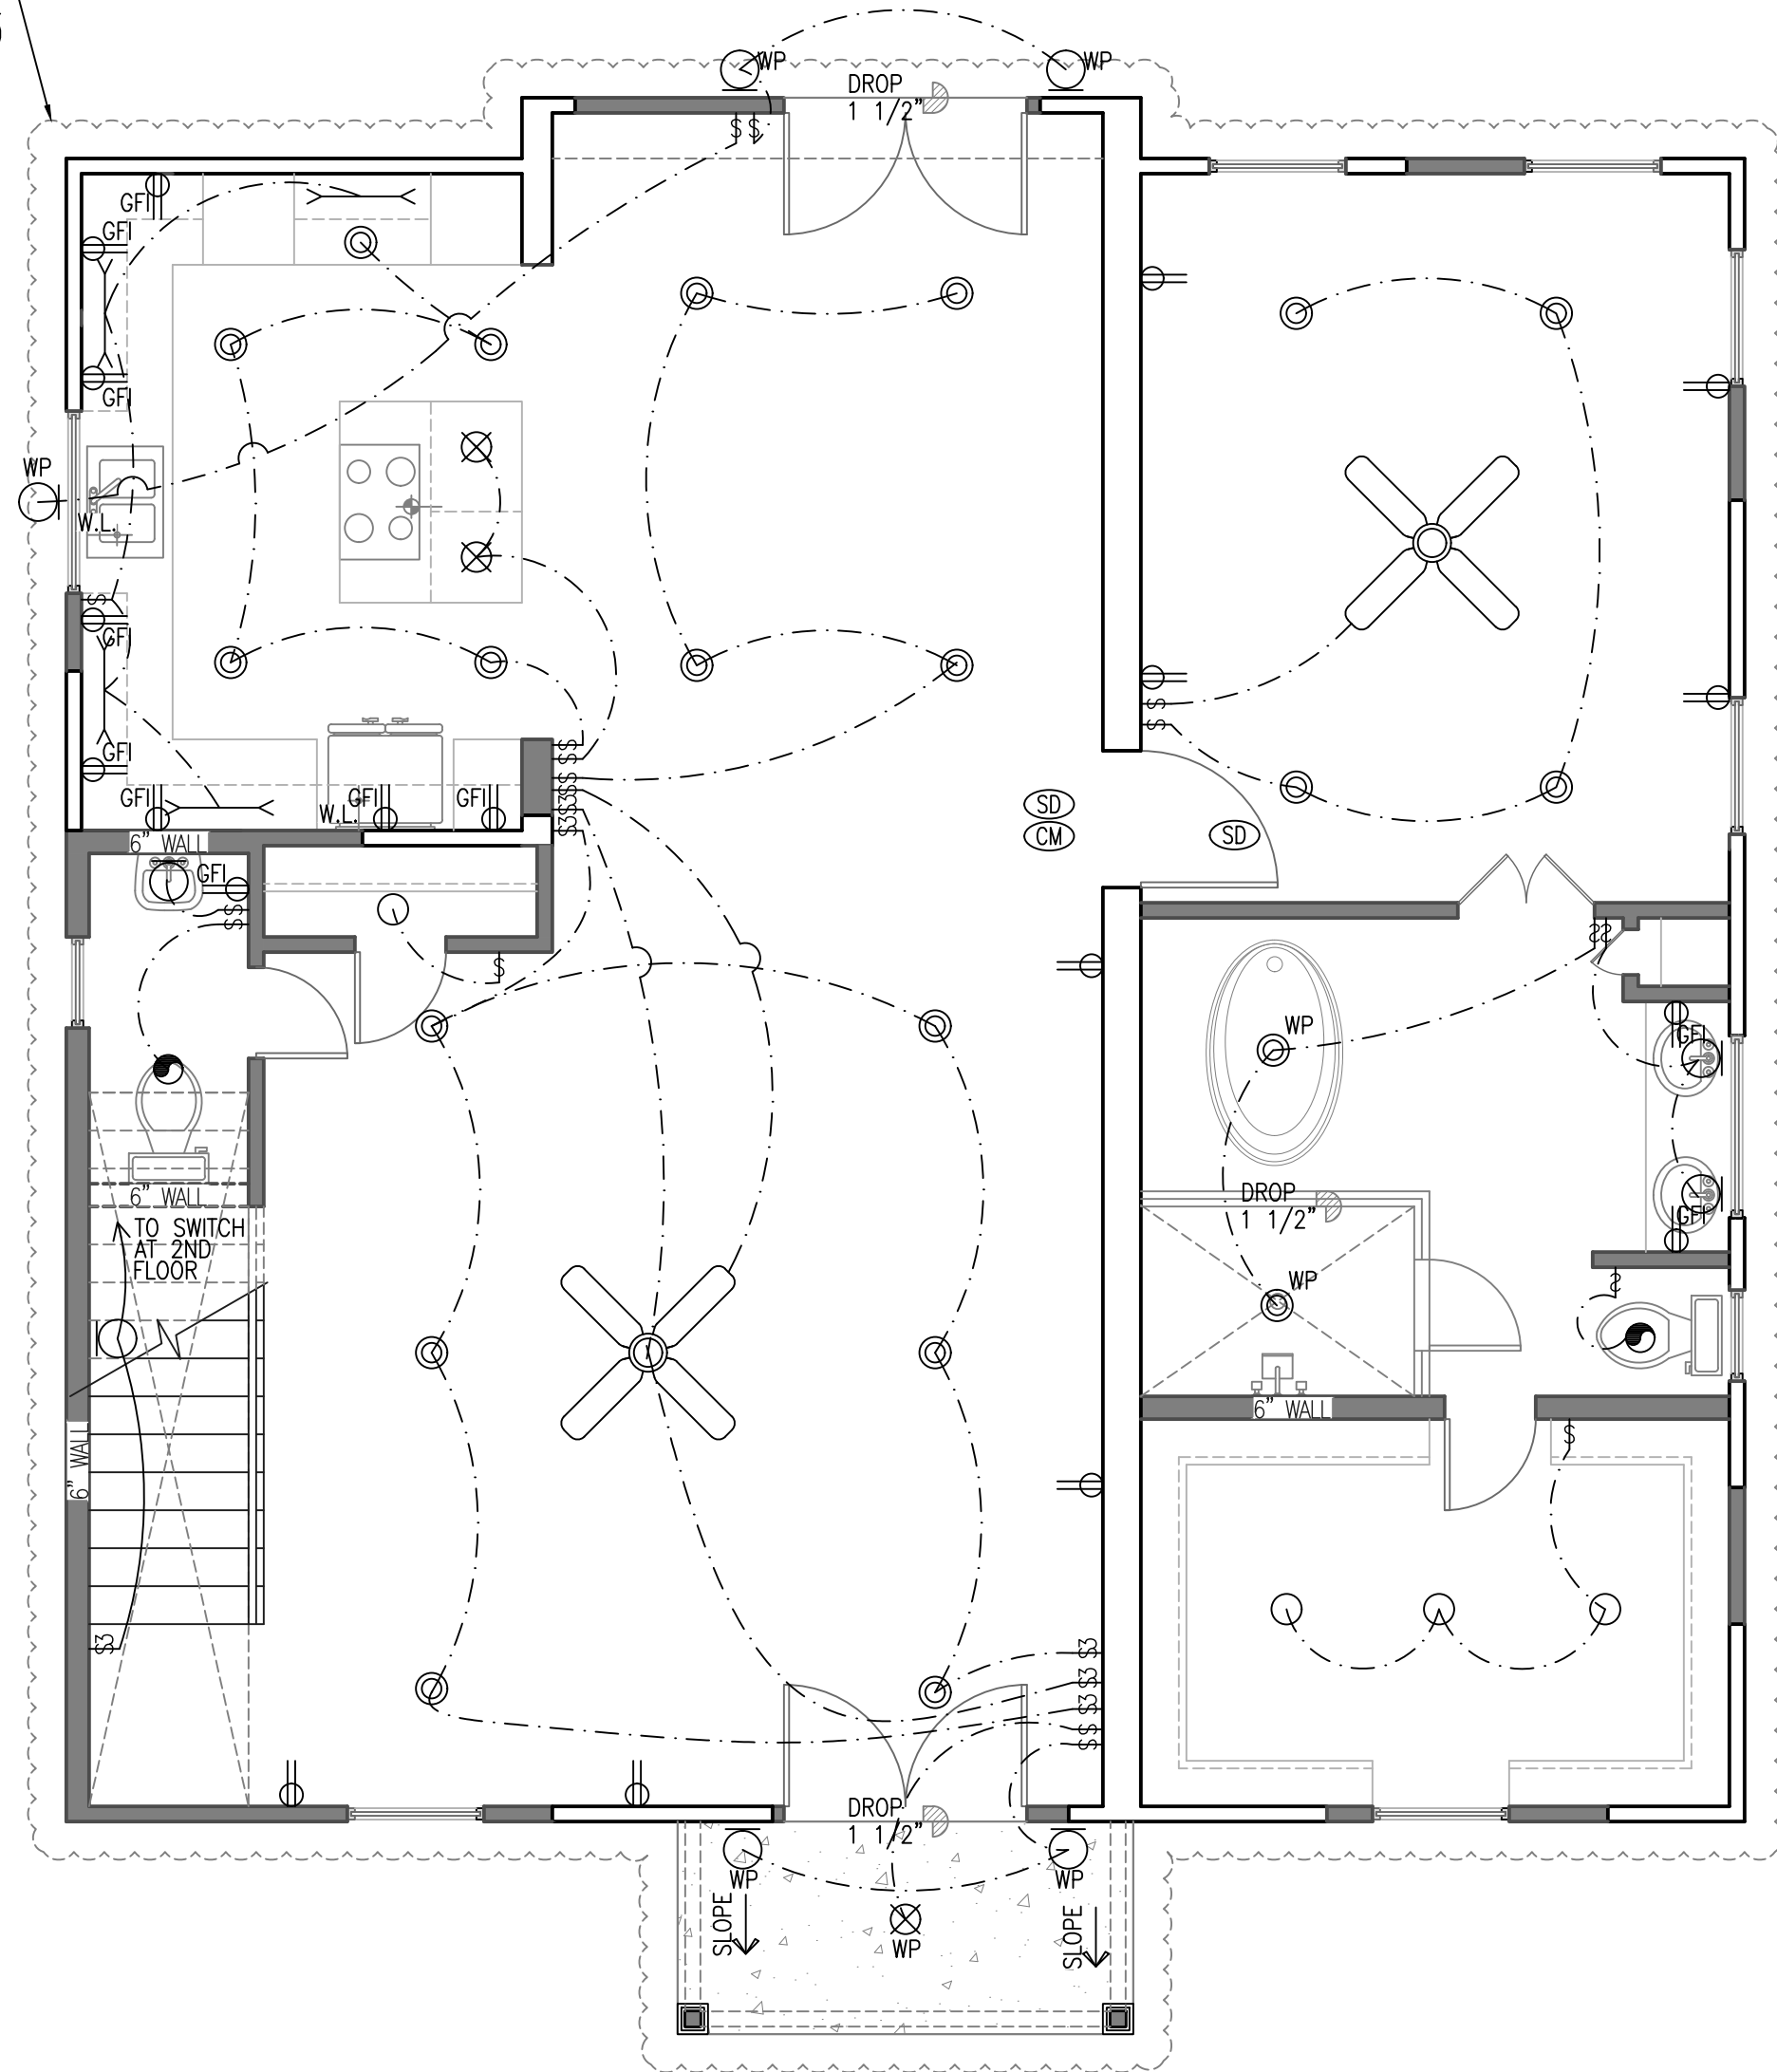 WP
WP
DROP
1 1/2"
$ $
GFI
GFI
GFI
WP
W.L.
$
GFI
GFI
GFI
W.L.
GFI
GFI
$
$
$
$
$3
$3
$
$
SD
CM
SD
6" WALL
GFI
$
$
$
$$
WP
GFI
GFI
6" WALL
TO SWITCH
AT 2ND
FLOOR
DROP
1 1/2"
WP
$
6" WALL
6" WALL
$
$3
$3
$3
$3
$
$
DROP
1 1/2"
WP
WP
SLOPE
SLOPE
WP